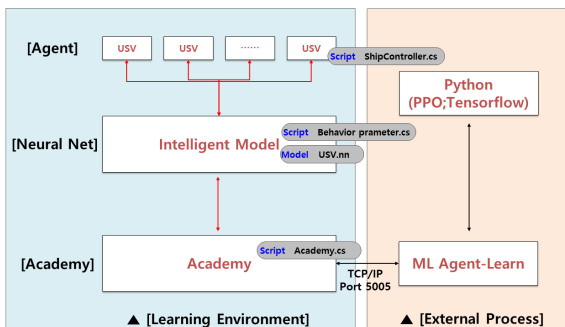 [Agent]
USV
USV
······
USV
Script ShipController.cs
Python
(PPO;Tensorflow)
[Neural Net]
Intelligent Model
Script Behavior prameter.cs
Model USV.nn
[Academy]
Academy
Script Academy.cs
TCP/IP
Port 5005
ML Agent-Learn
▲ [Learning Environment]
▲ [External Process]